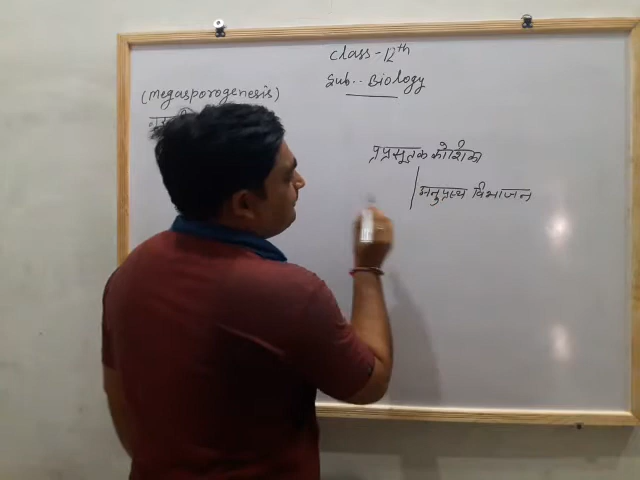 Class-12th
Sub.. Biology
(Megasporogenesis)
प्रप्रसूतक कोशिका
अनुप्रस्थ विभाजन